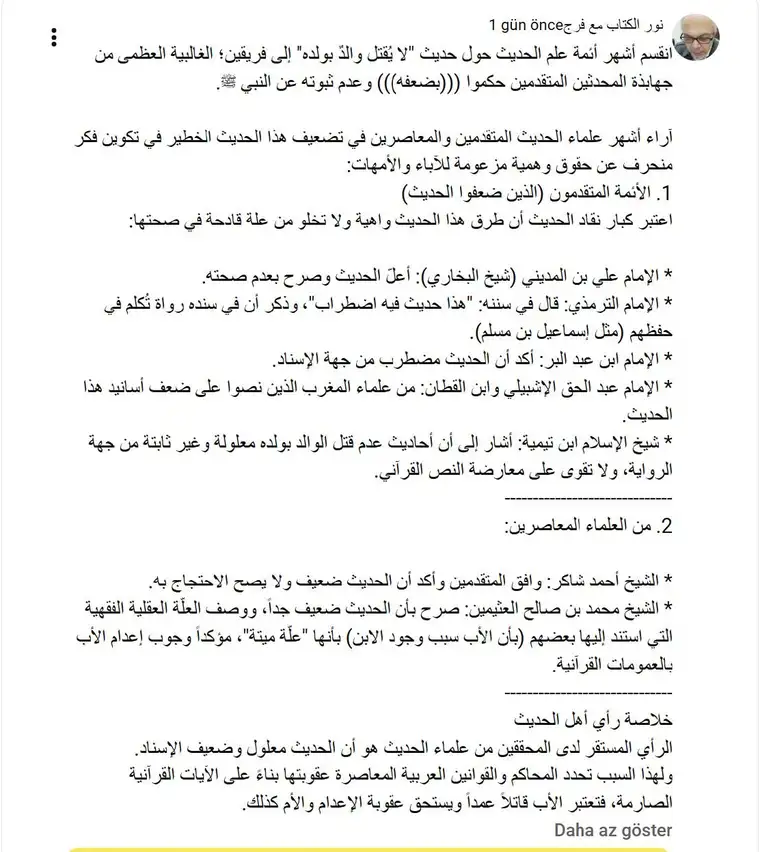 نور الكتاب مع فرج1 gün önce
انقسم أشهر أئمة علم الحديث حول حديث "لا يُقتل والدٌ بولده" إلى فريقين؛ الغالبية العظمى من
جهابذة المحدثين المتقدمين حكموا (((بضعفه))) وعدم ثبوته عن النبي ﷺ.
آراء أشهر علماء الحديث المتقدمين والمعاصرين في تضعيف هذا الحديث الخطير في تكوين فكر
منحرف عن حقوق وهمية مزعومة للآباء والأمهات:
1. الأئمة المتقدمون (الذين ضعفوا الحديث)
اعتبر كبار نقاد الحديث أن طرق هذا الحديث واهية ولا تخلو من علة قادحة في صحتها:
* الإمام علي بن المديني (شيخ البخاري): أعلّ الحديث وصرح بعدم صحته.
* الإمام الترمذي: قال في سننه: "هذا حديث فيه اضطراب"، وذكر أن في سنده رواة تُكلم في
حفظهم (مثل إسماعيل بن مسلم).
* الإمام ابن عبد البر: أكد أن الحديث مضطرب من جهة الإسناد.
* الإمام عبد الحق الإشبيلي وابن القطان: من علماء المغرب الذين نصوا على ضعف أسانيد هذا
الحديث.
* شيخ الإسلام ابن تيمية: أشار إلى أن أحاديث عدم قتل الوالد بولده معلولة وغير ثابتة من جهة
الرواية، ولا تقوى على معارضة النص القرآني.
------------------------------
2. من العلماء المعاصرين:
* الشيخ أحمد شاكر: وافق المتقدمين وأكد أن الحديث ضعيف ولا يصح الاحتجاج به.
* الشيخ محمد بن صالح العثيمين: صرح بأن الحديث ضعيف جداً، ووصف العلّة العقلية الفقهية
التي استند إليها بعضهم (بأن الأب سبب وجود الابن) بأنها "علّة ميتة"، مؤكداً وجوب إعدام الأب
بالعمومات القرآنية.
------------------------------
خلاصة رأي أهل الحديث
الرأي المستقر لدى المحققين من علماء الحديث هو أن الحديث معلول وضعيف الإسناد.
ولهذا السبب تحدد المحاكم والقوانين العربية المعاصرة عقوبتها بناءً على الآيات القرآنية
الصارمة، فتعتبر الأب قاتلاً عمداً ويستحق عقوبة الإعدام والأم كذلك.
Daha az göster